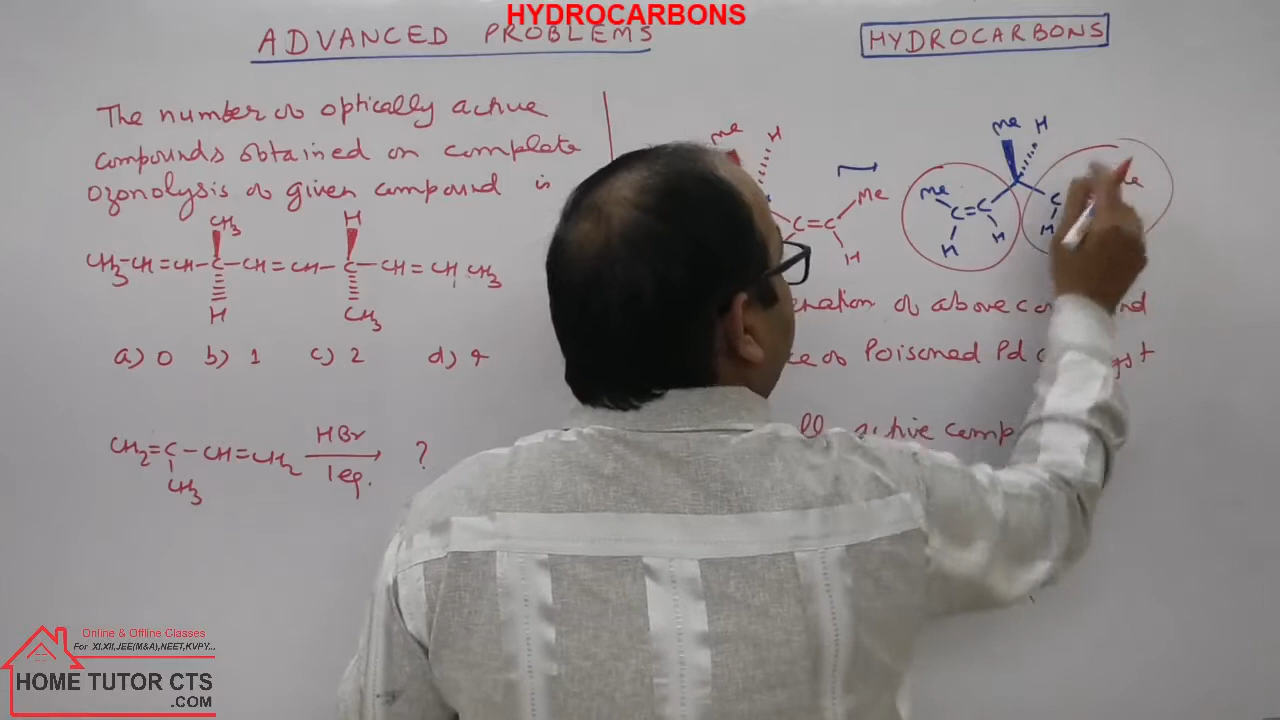 HYDROCARBONS
ADVANCED PROBLEMS
HYDROCARBONS
The number of optically active
compounds obtained on complete
ozonolysis of given compound is
CH3 H
CH3-CH=CH-C-CH=CH-C-CH=CH CH3
H CH3
a) 0 b) 1 c) 2 d) 4
CH2=C-CH=CH2 HBr ?
CH3 1eq.
Me H
C=C Me
H
Me H
Me C=C C
H H H
of above
Poisoned Pd
active comp
Online & Offline Classes
For XI,XII,JEE(M&A),NEET,KVPY...
HOME TUTOR CTS
.COM